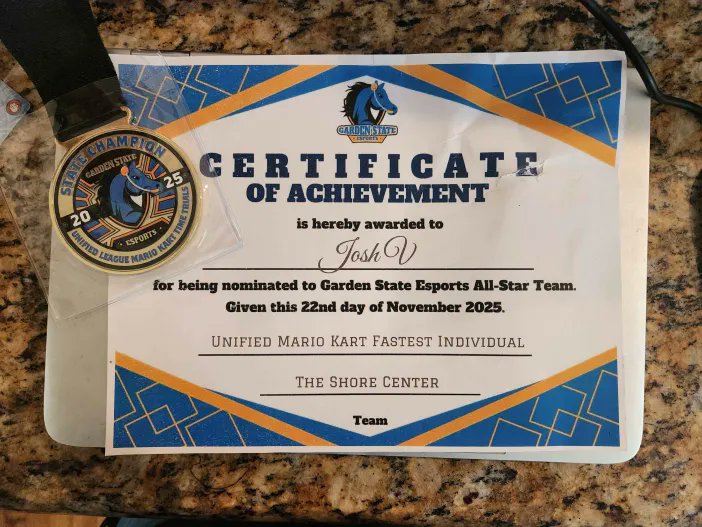 STATE CHAMPION
GARDEN STATE
2025
ESPORTS
UNIFIED LEAGUE MARIO KART TIME TRIALS
GARDEN STATE
ESPORTS
CERTIFICATE
OF ACHIEVEMENT
is hereby awarded to
Josh V
for being nominated to Garden State Esports All-Star Team.
Given this 22nd day of November 2025.
UNIFIED MARIO KART FASTEST INDIVIDUAL
THE SHORE CENTER
Team